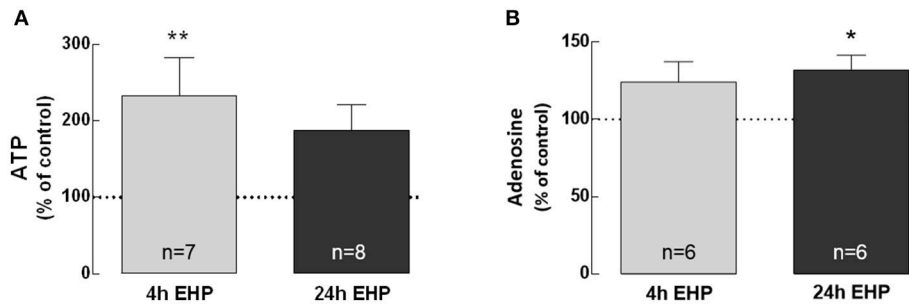 A
**
300
200
100
0
ATP
(% of control)
n=7
n=8
4h EHP
24h EHP
B
*
150
100
50
0
Adenosine
(% of control)
n=6
n=6
4h EHP
24h EHP